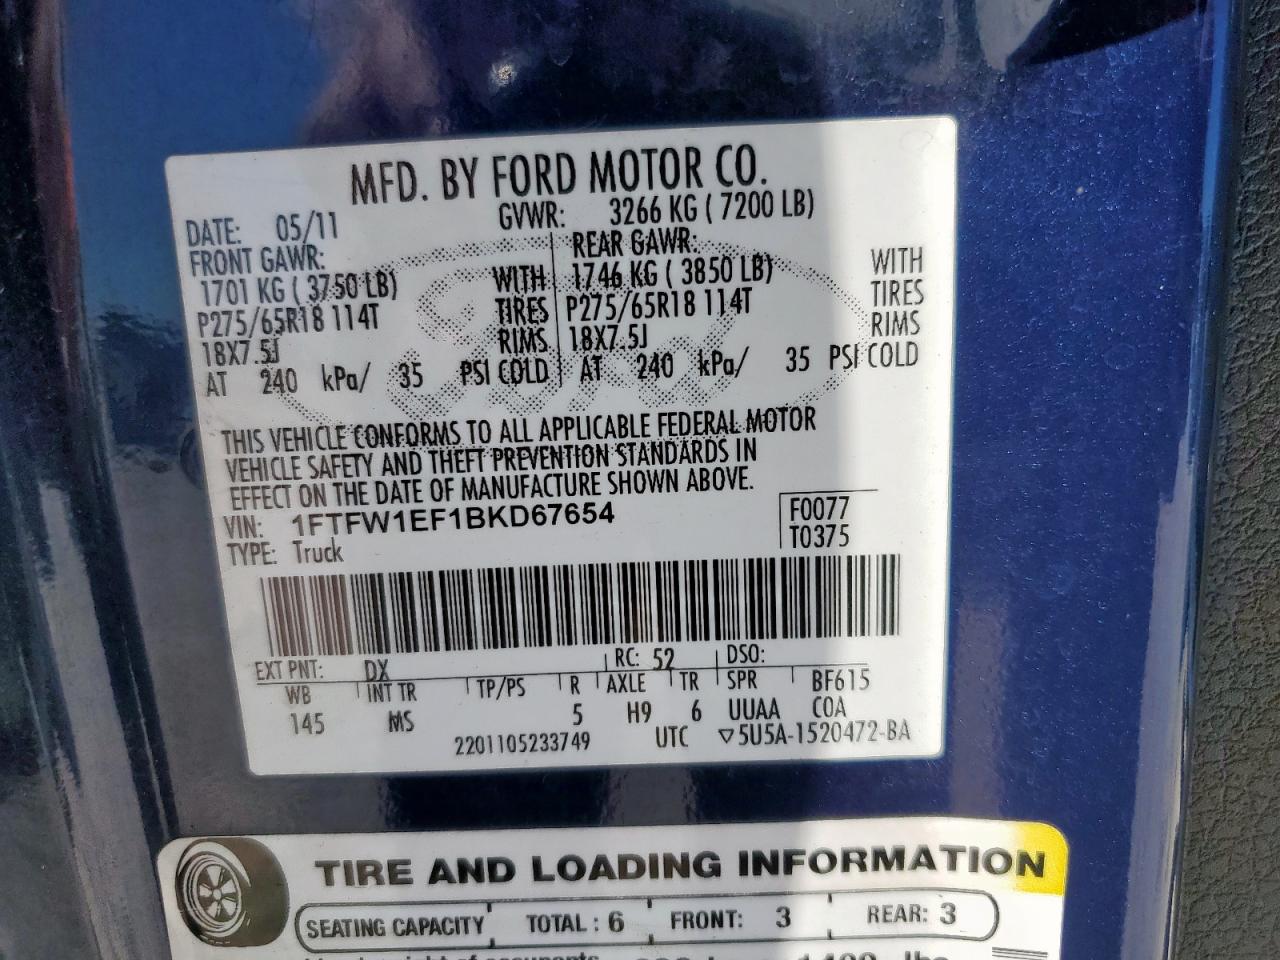 MFD. BY FORD MOTOR CO.
DATE: 05/11 GVWR: 3266 KG ( 7200 LB)
FRONT GAWR: REAR GAWR:
1701 KG ( 3750 LB) WITH 1746 KG ( 3850 LB) WITH
P275/65R18 114T TIRES P275/65R18 114T TIRES
18X7.5J RIMS 18X7.5J RIMS
AT 240 kPa/ 35 PSI COLD AT 240 kPa/ 35 PSI COLD
THIS VEHICLE CONFORMS TO ALL APPLICABLE FEDERAL MOTOR
VEHICLE SAFETY AND THEFT PREVENTION STANDARDS IN
EFFECT ON THE DATE OF MANUFACTURE SHOWN ABOVE.
VIN: 1FTFW1EF1BKD67654 F0077
TYPE: Truck T0375
EXT PNT: DX RC: 52 DSO:
WB INT TR TP/PS R AXLE TR SPR BF615
145 MS 5 H9 6 UUAA COA
2201105233749 UTC ▽5U5A-1520472-BA
TIRE AND LOADING INFORMATION
SEATING CAPACITY TOTAL : 6 FRONT: 3 REAR: 3